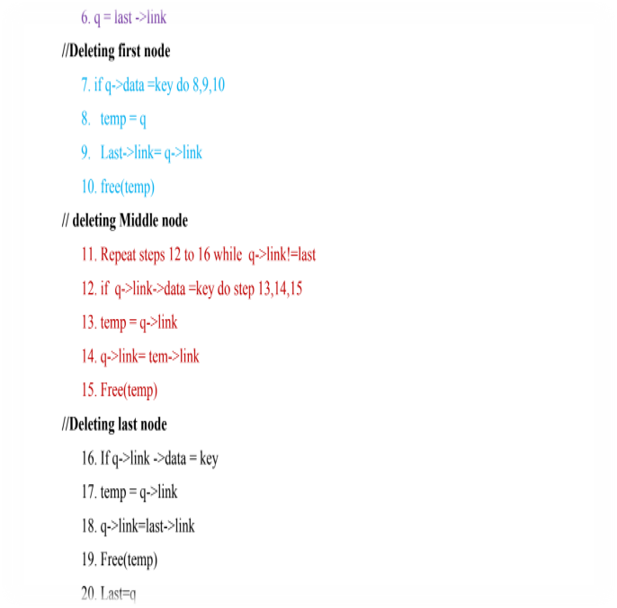 6. q = last ->link
//Deleting first node
7. if q->data =key do 8,9,10
8. temp = q
9. Last->link= q->link
10. free(temp)
// deleting Middle node
11. Repeat steps 12 to 16 while q->link!=last
12. if q->link->data =key do step 13,14,15
13. temp = q->link
14. q->link= tem->link
15. Free(temp)
//Deleting last node
16. If q->link ->data = key
17. temp = q->link
18. q->link=last->link
19. Free(temp)
20. Last=q